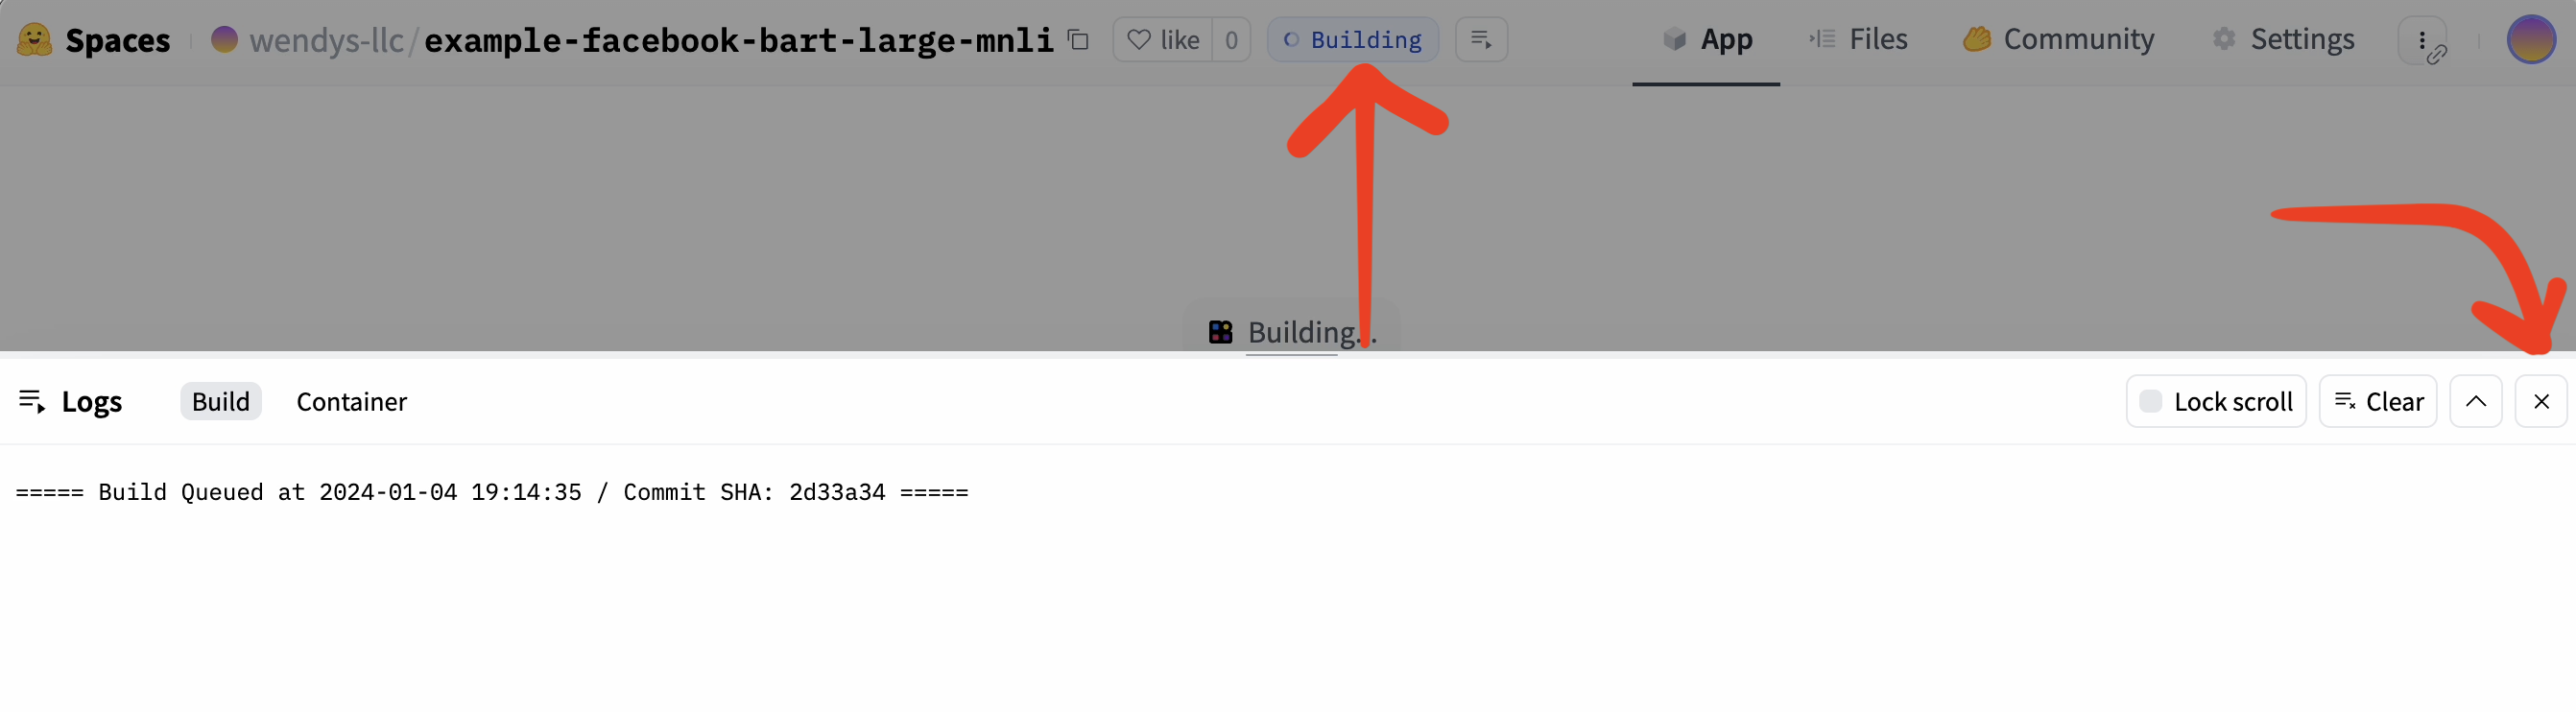 Spaces wendys-llc/example-facebook-bart-large-mnli like 0 Building App Files Community Settings
Building...
Logs Build Container Lock scroll Clear
===== Build Queued at 2024-01-04 19:14:35 / Commit SHA: 2d33a34 =====